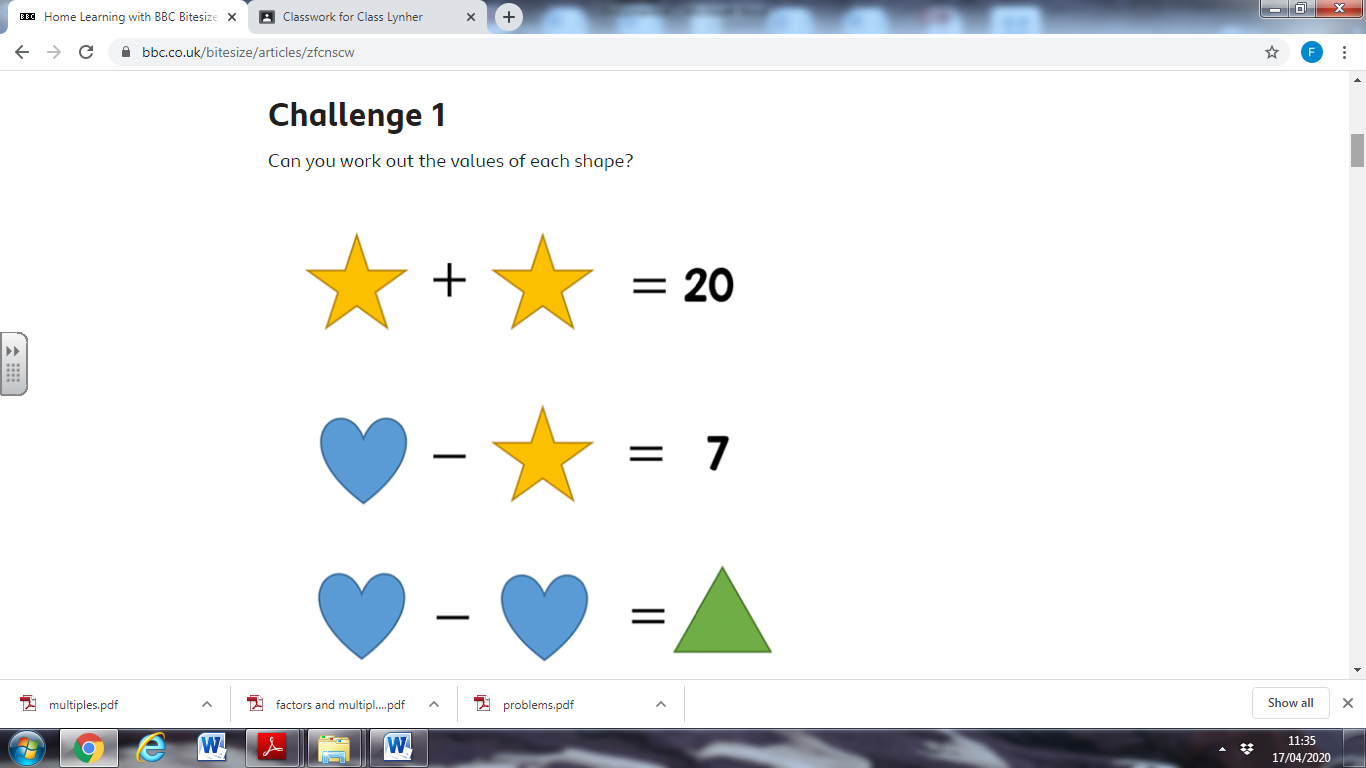 BBC Home Learning with BBC Bitesize
Classwork for Class Lynher
bbc.co.uk/bitesize/articles/zfcnscw
F
Challenge 1
Can you work out the values of each shape?
+ = 20
− = 7
− =
multiples.pdf
factors and multipl....pdf
problems.pdf
Show all
11:35
17/04/2020